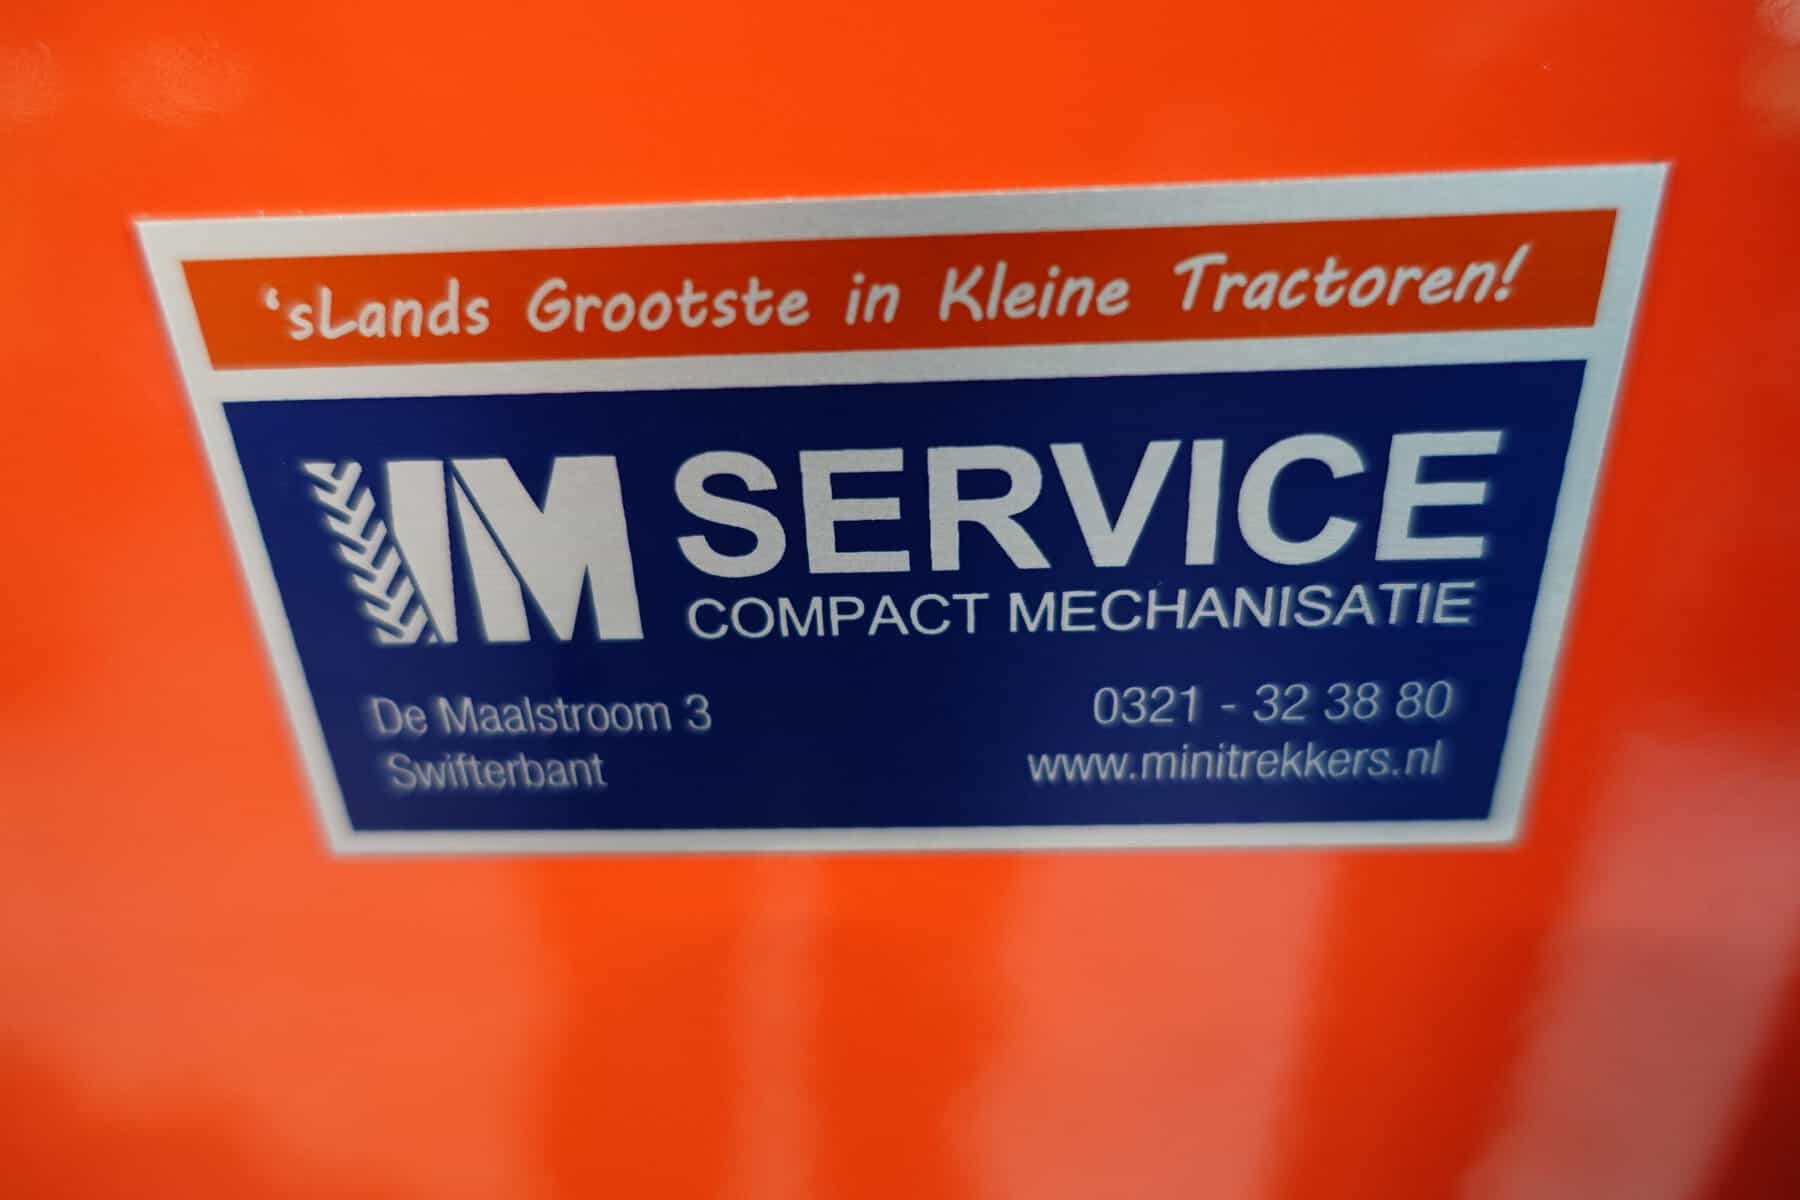 ‘sLands Grootste in Kleine Tractoren!
IM SERVICE
COMPACT MECHANISATIE
De Maalstroom 3
Swifterbant
0321 - 32 38 80
www.minitrekkers.nl